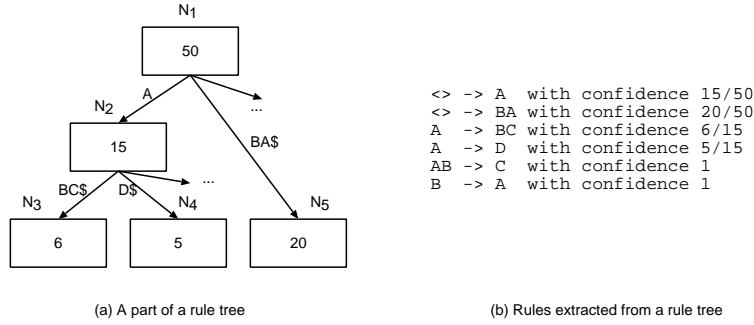 N1
50
A
N2
...
15
BA$
BC$
D$
...
N3
N4
N5
6
5
20
(a) A part of a rule tree
<> -> A with confidence 15/50
<> -> BA with confidence 20/50
A -> BC with confidence 6/15
A -> D with confidence 5/15
AB -> C with confidence 1
B -> A with confidence 1
(b) Rules extracted from a rule tree